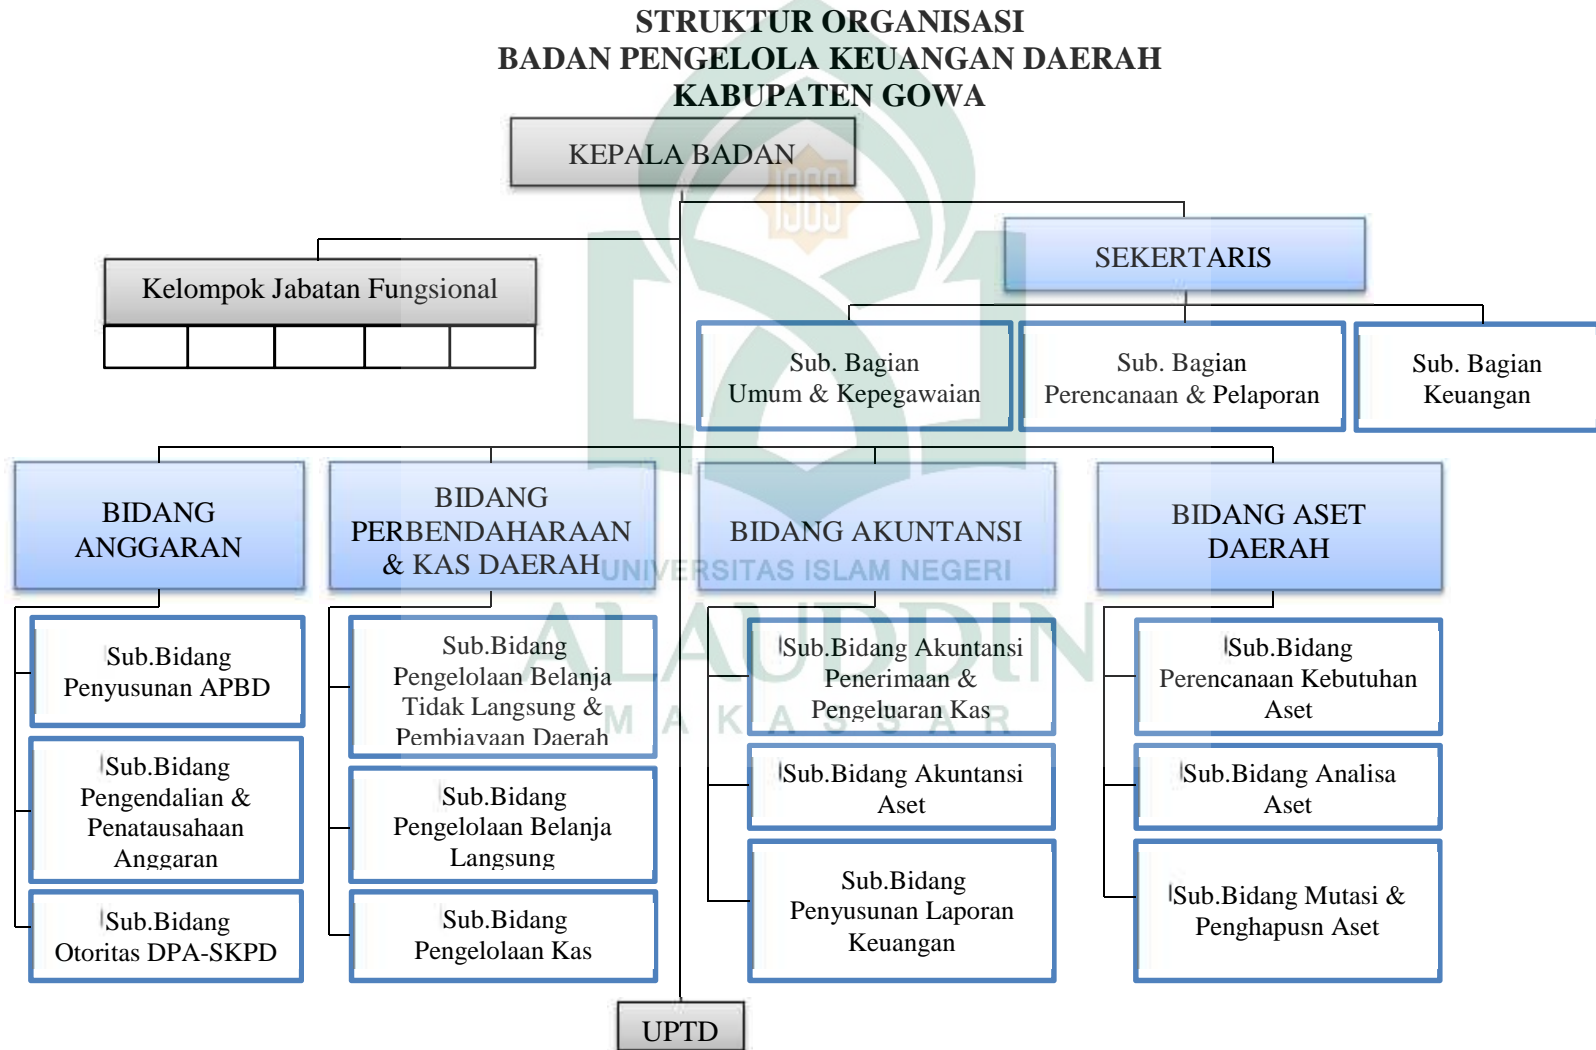 STRUKTUR ORGANISASI
BADAN PENGELOLA KEUANGAN DAERAH
KABUPATEN GOWA
KEPALA BADAN
1965
SEKERTARIS
Kelompok Jabatan Fungsional
Sub. Bagian
Umum & Kepegawaian
Sub. Bagian
Perencanaan & Pelaporan
Sub. Bagian
Keuangan
BIDANG
ANGGARAN
BIDANG
PERBENDAHARAAN
& KAS DAERAH
BIDANG AKUNTANSI
BIDANG ASET
DAERAH
UNIVERSITAS ISLAM NEGERI
ALAUDDIN
MAKASSAR
Sub.Bidang
Penyusunan APBD
Sub.Bidang
Pengendalian &
Penatausahaan
Anggaran
Sub.Bidang
Otoritas DPA-SKPD
Sub.Bidang
Pengelolaan Belanja
Tidak Langsung &
Pembiayaan Daerah
Sub.Bidang
Pengelolaan Belanja
Langsung
Sub.Bidang
Pengelolaan Kas
Sub.Bidang Akuntansi
Penerimaan &
Pengeluaran Kas
Sub.Bidang Akuntansi
Aset
Sub.Bidang
Penyusunan Laporan
Keuangan
Sub.Bidang
Perencanaan Kebutuhan
Aset
Sub.Bidang Analisa
Aset
Sub.Bidang Mutasi &
Penghapusn Aset
UPTD